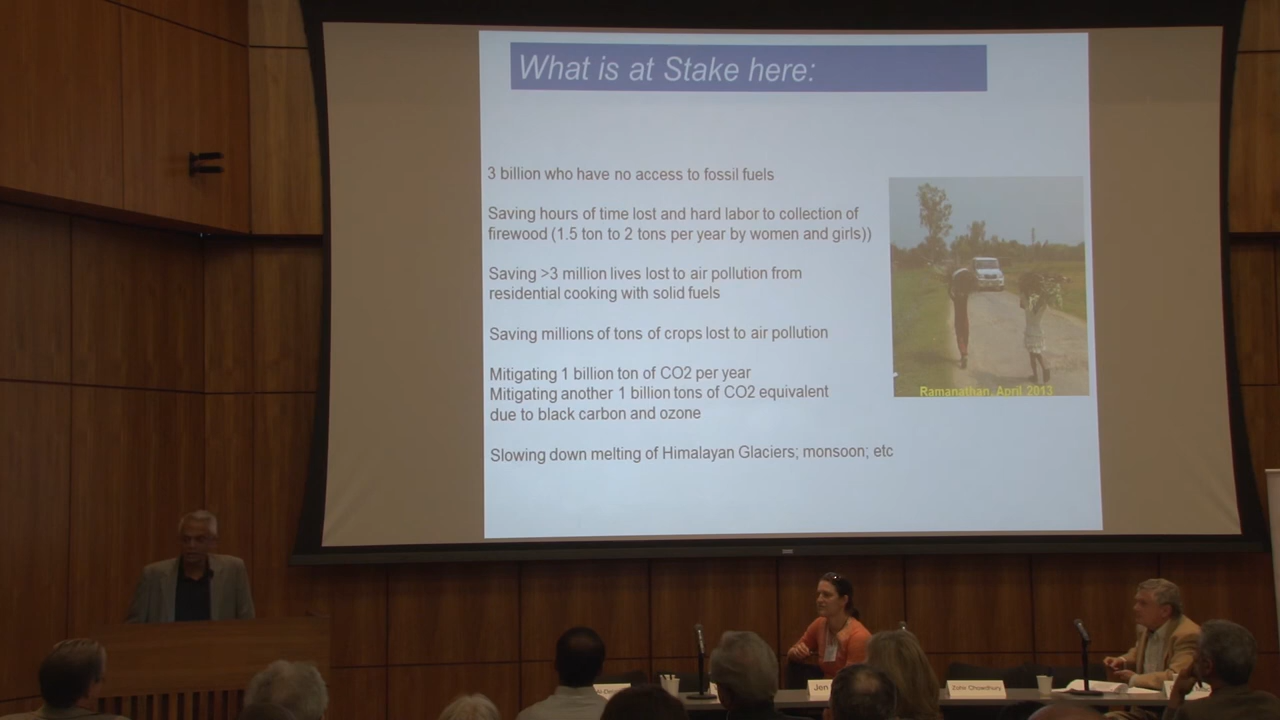 What is at Stake here:
3 billion who have no access to fossil fuels
Saving hours of time lost and hard labor to collection of
firewood (1.5 ton to 2 tons per year by women and girls))
Saving >3 million lives lost to air pollution from
residential cooking with solid fuels
Saving millions of tons of crops lost to air pollution
Mitigating 1 billion ton of CO2 per year
Mitigating another 1 billion tons of CO2 equivalent
due to black carbon and ozone
Slowing down melting of Himalayan Glaciers; monsoon; etc
Ramanathan, April 2013
Jen
Zafar Chowdhury